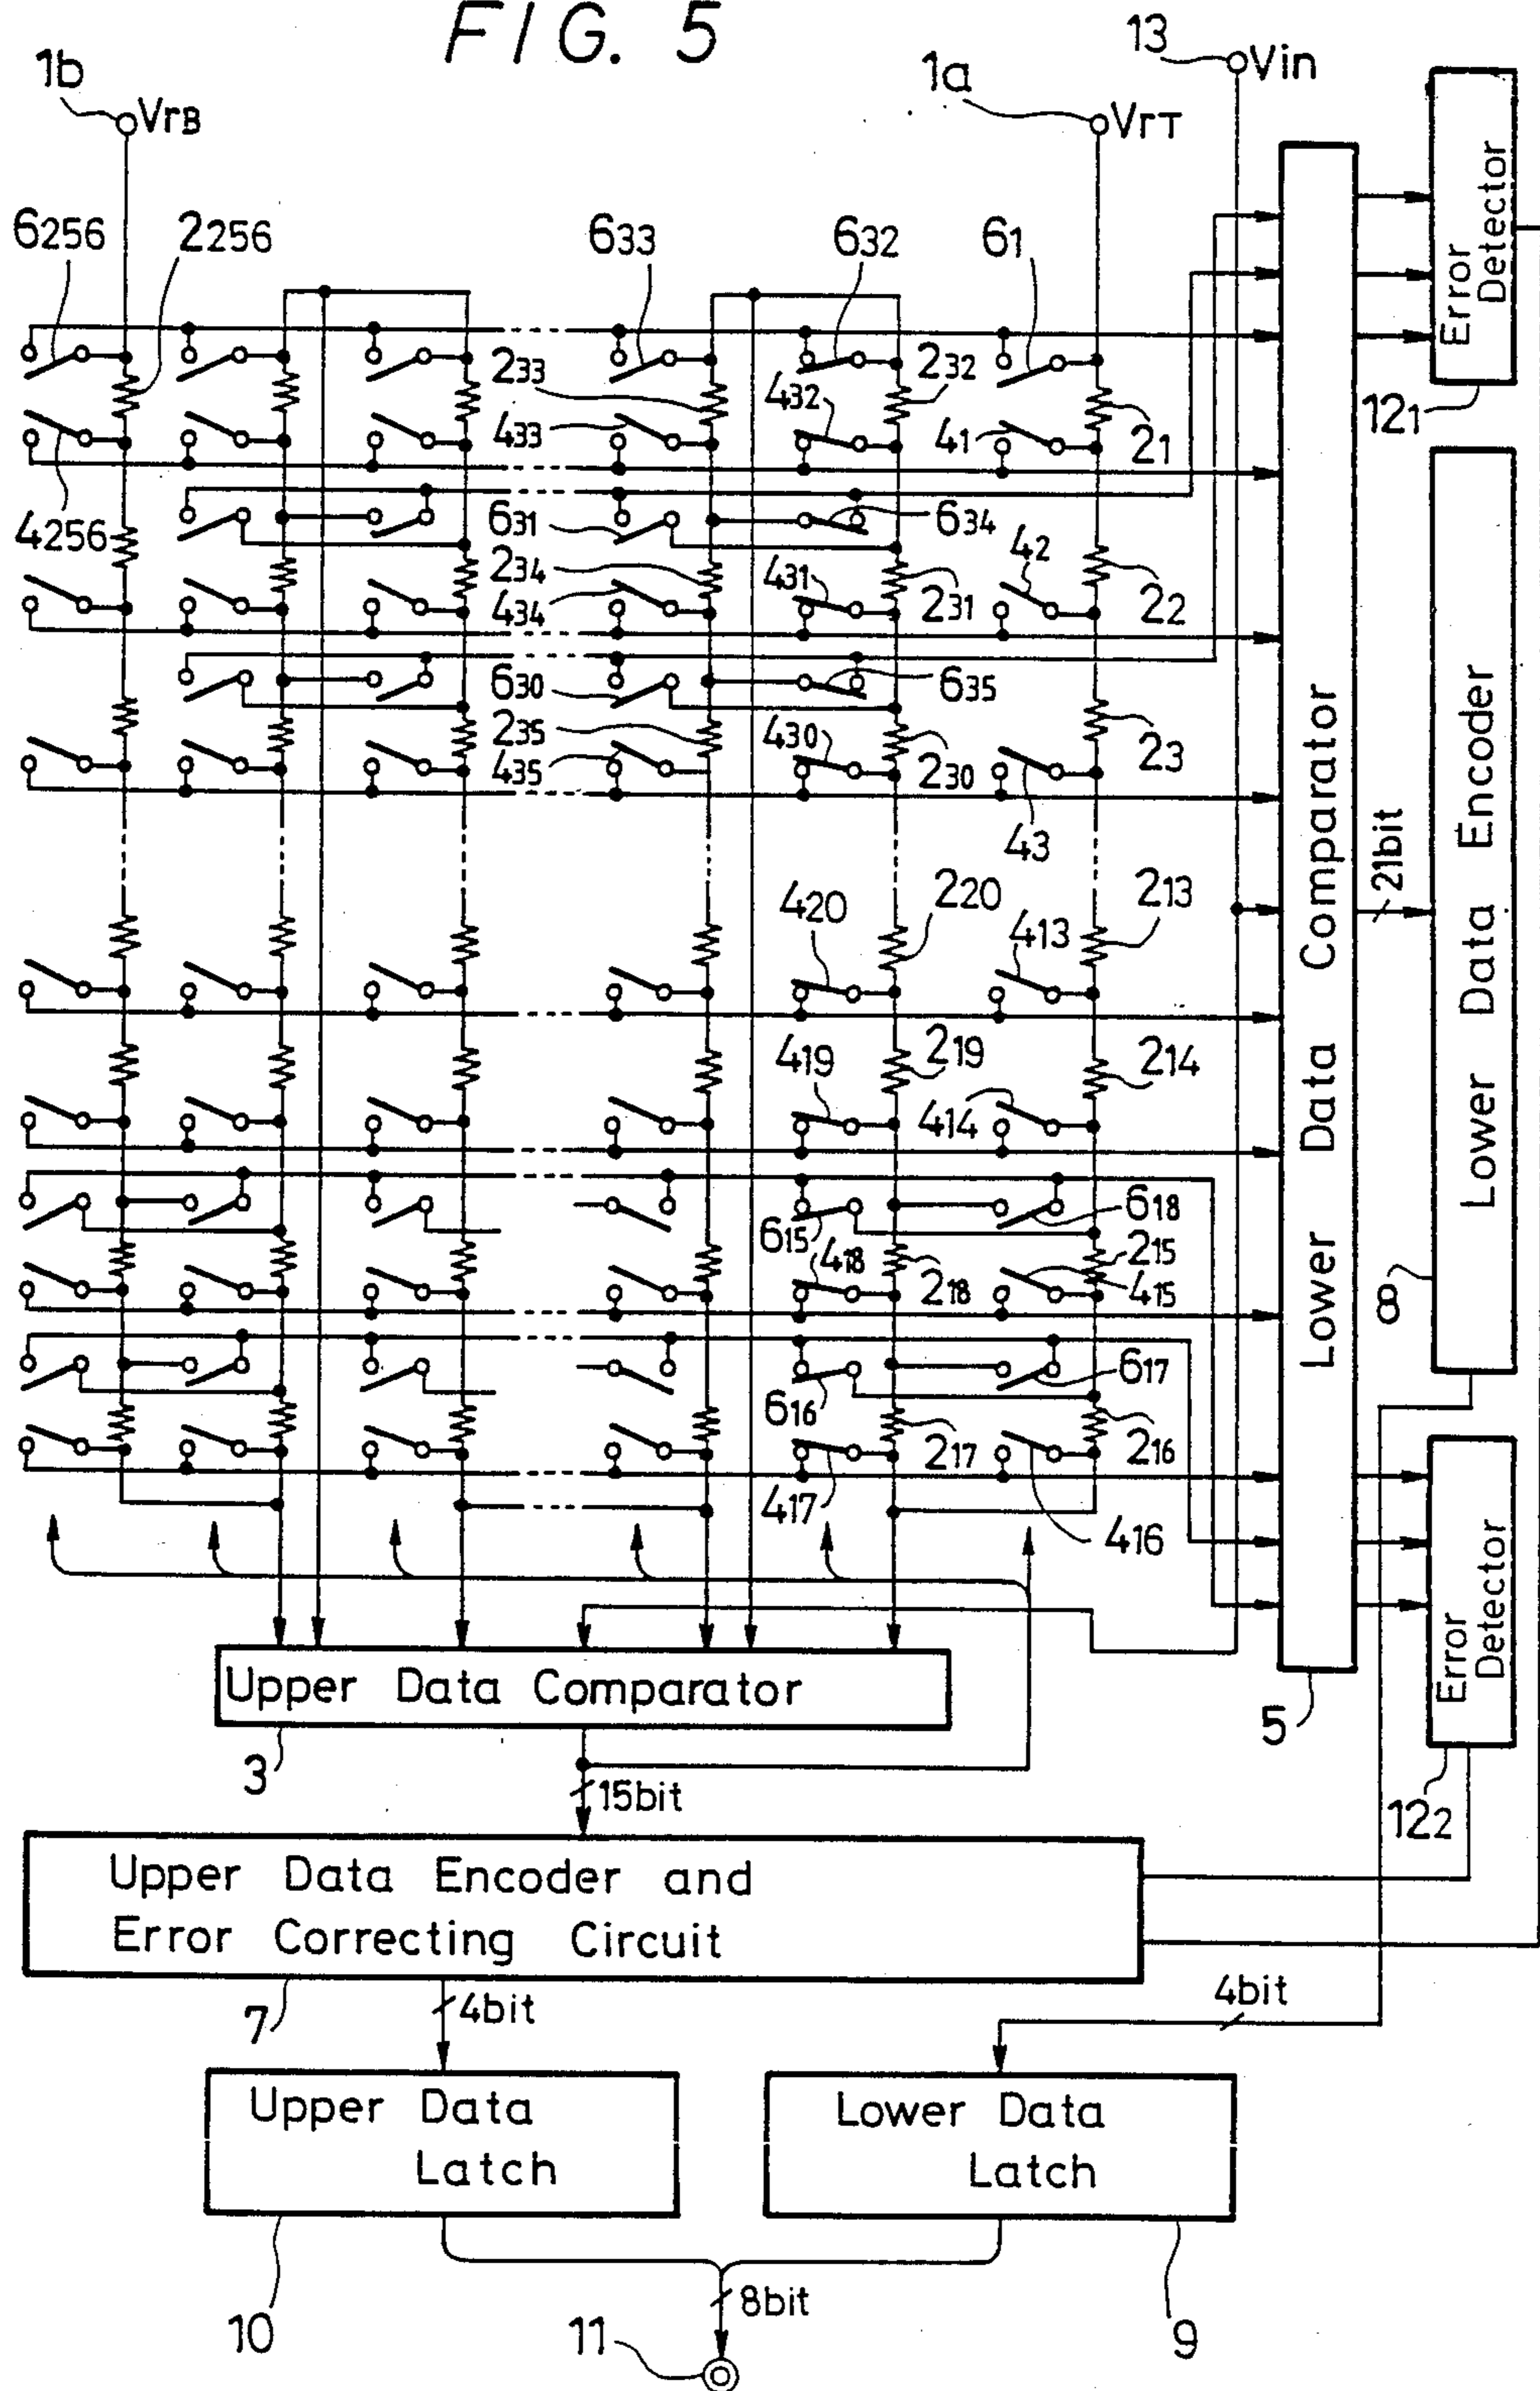 FIG. 5
13
Vin
1b
VrB
1a
VrT
6256
2256
633
632
61
Error
Detector
121
233
432
232
433
41
21
4256
631
634
234
434
431
231
42
22
630
635
235
435
430
230
23
43
Lower Data Comparator
21bit
Lower Data Encoder
420
220
413
213
419
219
414
214
615
618
418
218
215
415
8
616
617
417
217
216
416
Error
Detector
Upper Data Comparator
5
3
15bit
122
Upper Data Encoder and
Error Correcting Circuit
7
4bit
4bit
Upper Data
Latch
Lower Data
Latch
10
8bit
9
11